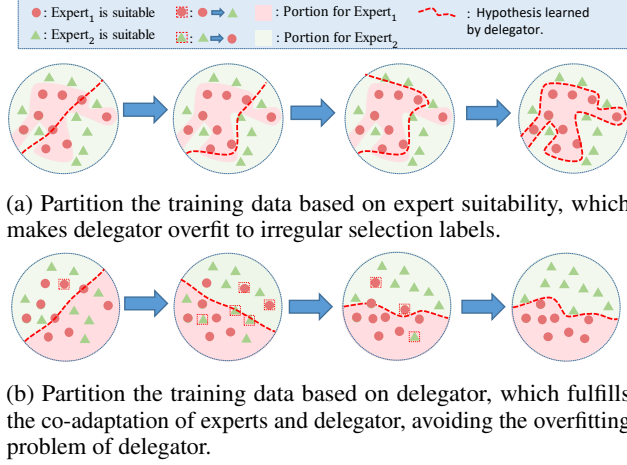 : Expert1 is suitable : → : Portion for Expert1 : Hypothesis learned
: Expert2 is suitable : → : Portion for Expert2 by delegator.
(a) Partition the training data based on expert suitability, which
makes delegator overfit to irregular selection labels.
(b) Partition the training data based on delegator, which fulfills
the co-adaptation of experts and delegator, avoiding the overfitting
problem of delegator.